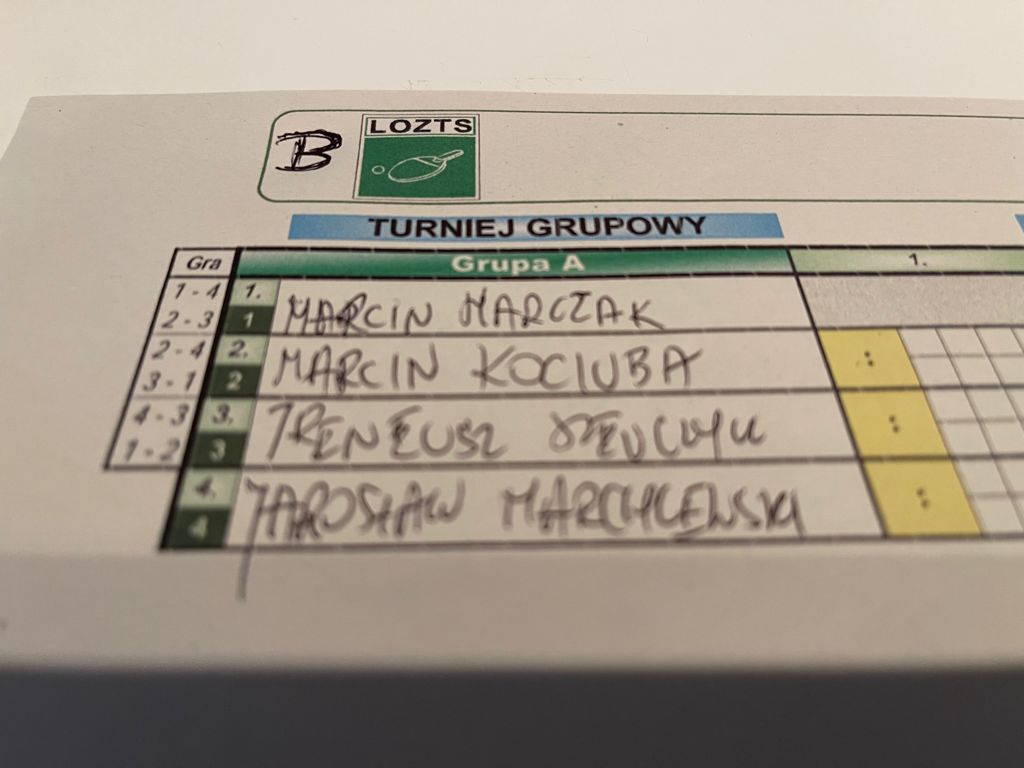 B
LOZTS
TURNIEJ GRUPOWY
Gra Grupa A 1.
1 - 4 1.
2 - 3 1 MARCIN MARCZAK
2 - 4 2.
3 - 1 2 MARCIN KOCIUBA
4 - 3 3.
1 - 2 3 IRENEUSZ
4.
4 JAROSŁAW MARCHLEWSKI
:
:
: